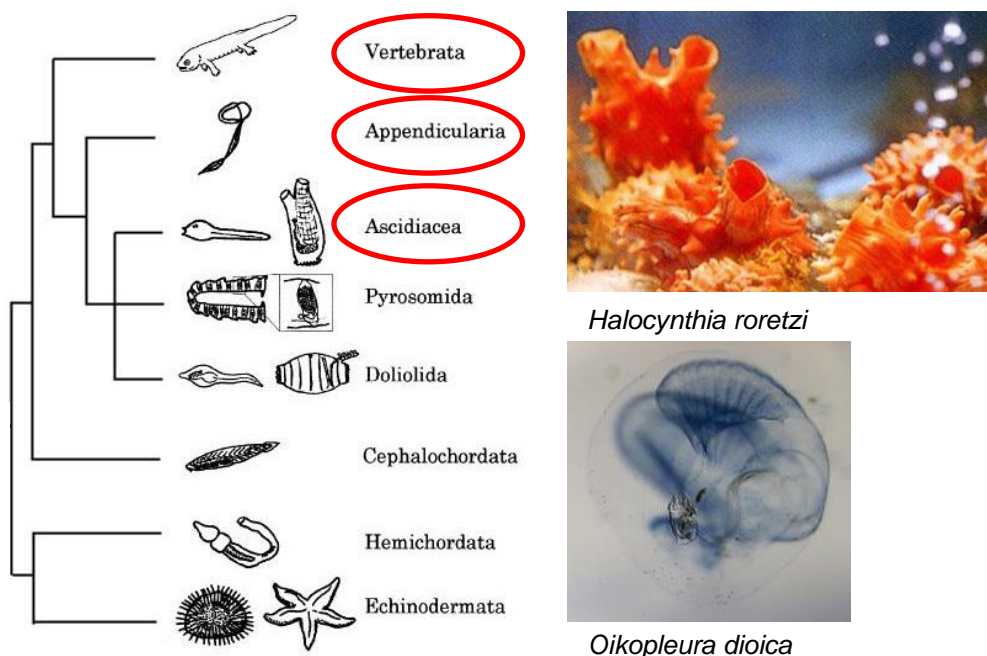 Vertebrata
Appendicularia
Ascidiacea
Pyrosomida
Doliolida
Cephalochordata
Hemichordata
Echinodermata
Halocynthia roretzi
Oikopleura dioica